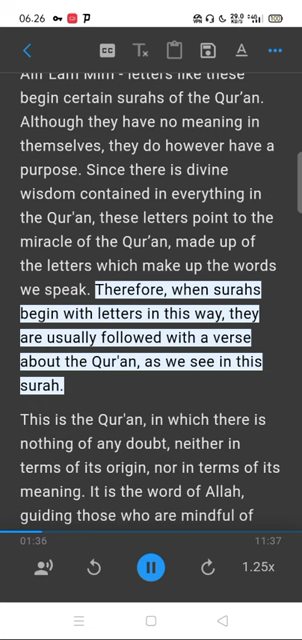 06.26
29.0 KB/S
4G
100
CC
Alif Lam Mim - letters like these
begin certain surahs of the Qur'an.
Although they have no meaning in
themselves, they do however have a
purpose. Since there is divine
wisdom contained in everything in
the Qur'an, these letters point to the
miracle of the Qur’an, made up of
the letters which make up the words
we speak. Therefore, when surahs
begin with letters in this way, they
are usually followed with a verse
about the Qur'an, as we see in this
surah.
This is the Qur'an, in which there is
nothing of any doubt, neither in
terms of its origin, nor in terms of its
meaning. It is the word of Allah,
guiding those who are mindful of
01:36
11:37
1.25x